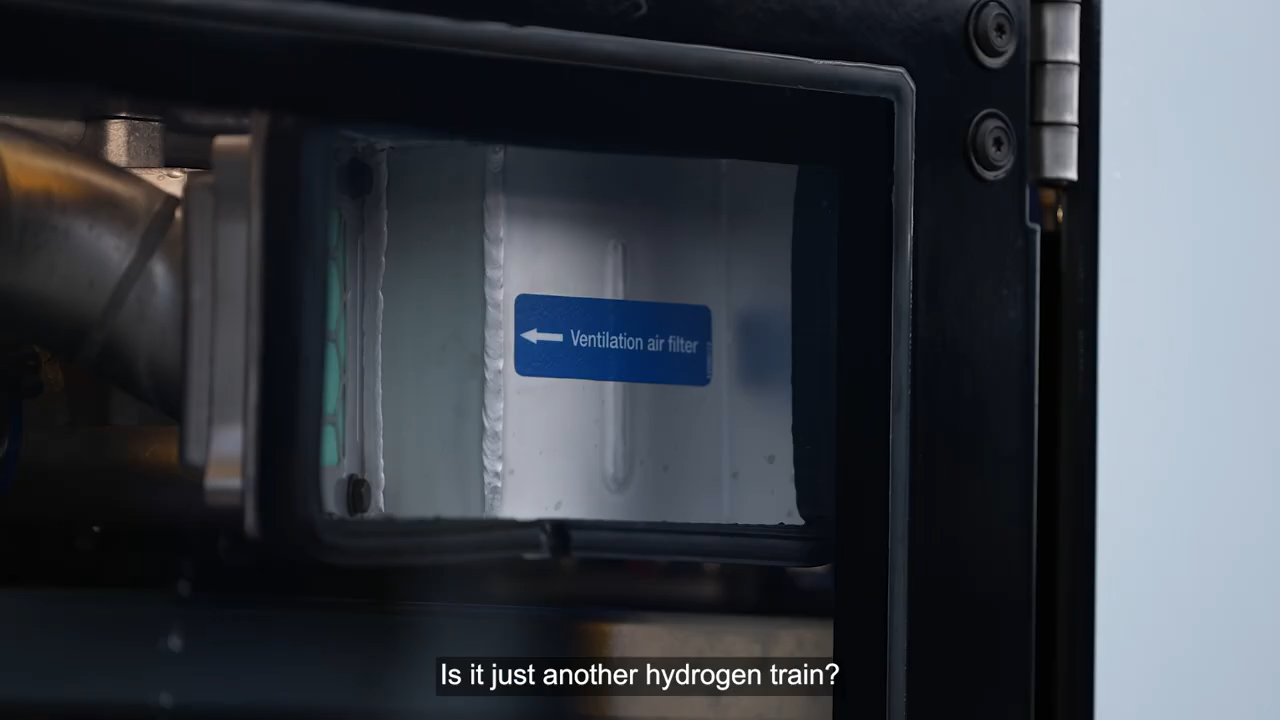 Ventilation air filter
Is it just another hydrogen train?